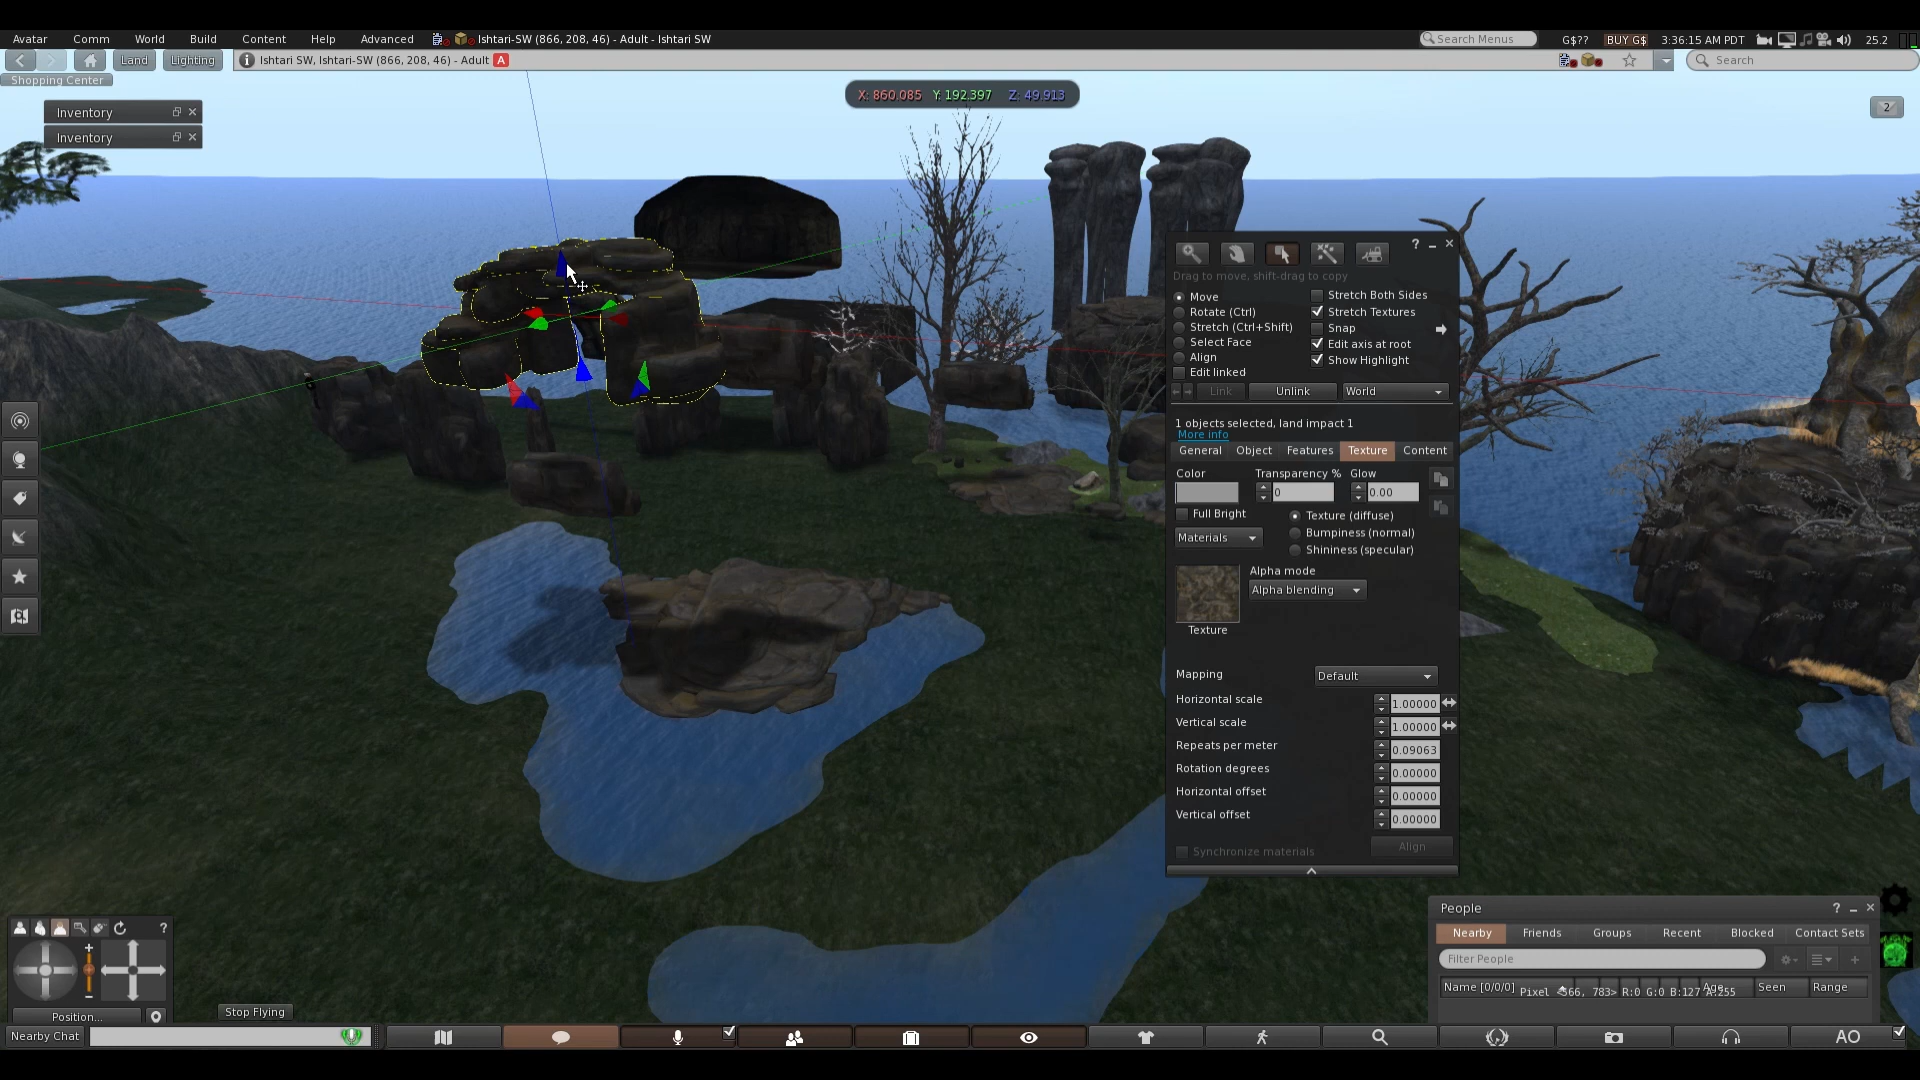 Avatar Comm World Build Content Help Advanced Ishtari-SW (866, 208, 46) - Adult - Ishtari SW Search Menus G$?? BUY G$ 3:36:15 AM PDT 25.2
Land Lighting Ishtari SW, Ishtari-SW (866, 208, 46) - Adult A Search
Shopping Center
X: 860.085 Y: 192.397 Z: 49.913
2
Inventory
Inventory
?
Drag to move, shift-drag to copy
Move Stretch Both Sides
Rotate (Ctrl) Stretch Textures
Stretch (Ctrl+Shift) Snap
Select Face Edit axis at root
Align Show Highlight
Edit linked
Link Unlink World
1 objects selected, land impact 1
More info
General Object Features Texture Content
Color Transparency % Glow
0 0.00
Full Bright Texture (diffuse)
Materials Bumpiness (normal)
Shininess (specular)
Alpha mode
Alpha blending
Texture
Mapping Default
Horizontal scale 1.00000
Vertical scale 1.00000
Repeats per meter 0.09063
Rotation degrees 0.00000
Horizontal offset 0.00000
Vertical offset 0.00000
Synchronize materials Align
People ?
Nearby Friends Groups Recent Blocked Contact Sets
Filter People
Name [0/0/0] Age Seen Range
Pixel <566, 783> R:0 G:0 B:127 A:255
?
Position...
Stop Flying
Nearby Chat AO